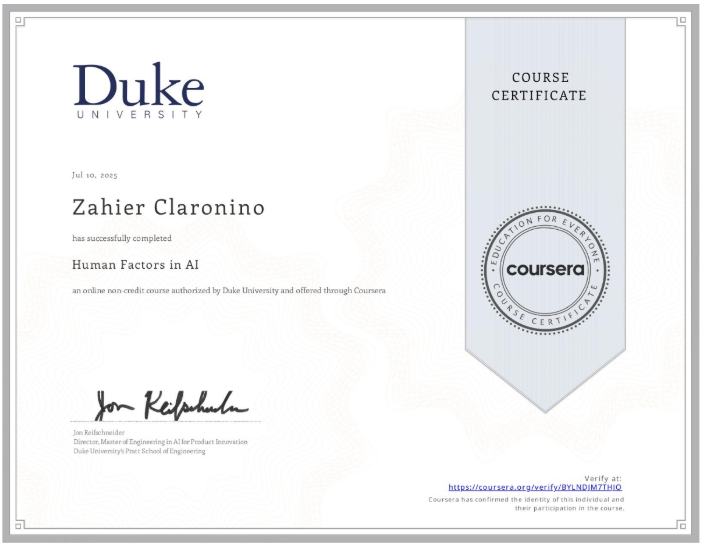 Duke
UNIVERSITY
COURSE
CERTIFICATE
Jul 10, 2025
Zahier Claronino
has successfully completed
Human Factors in AI
an online non-credit course authorized by Duke University and offered through Coursera
EDUCATION FOR EVERYONE
coursera
COURSE CERTIFICATE
Jon Reifschneider
Jon Reifschneider
Director, Master of Engineering in AI for Product Innovation
Duke University's Pratt School of Engineering
Verify at:
https://coursera.org/verify/BYLNDJM7THIO
Coursera has confirmed the identity of this individual and
their participation in the course.